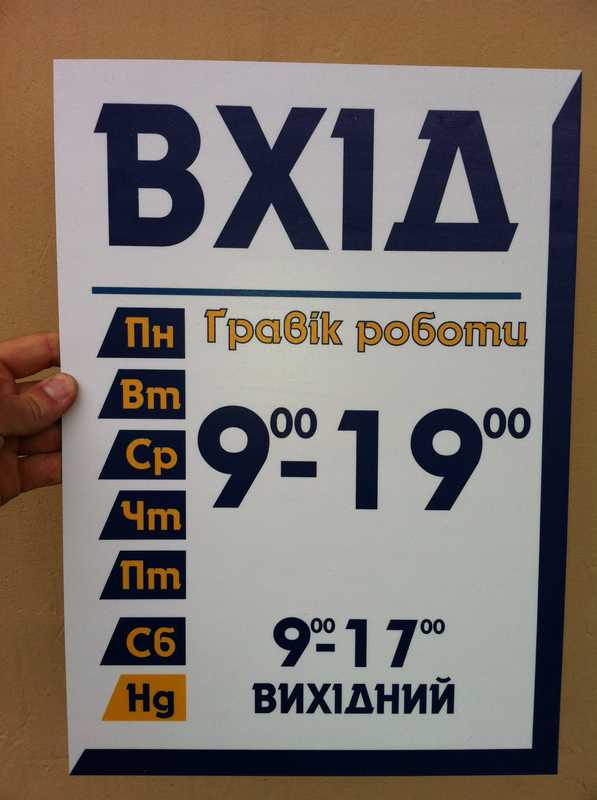 ВХІД
Пн Ґравік роботи
Вт
Ср 9⁰⁰-19⁰⁰
Чт
Пт
Сб 9⁰⁰-17⁰⁰
Нд ВИХІДНИЙ